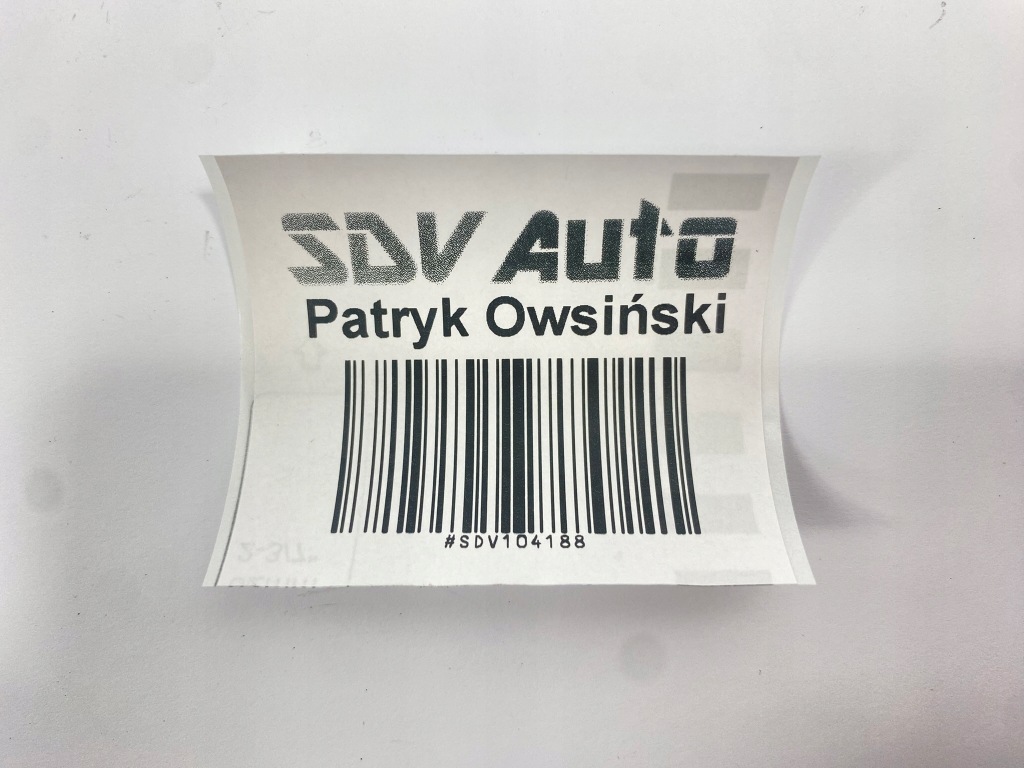 SDV Auto
Patryk Owsiński
#SDV104188